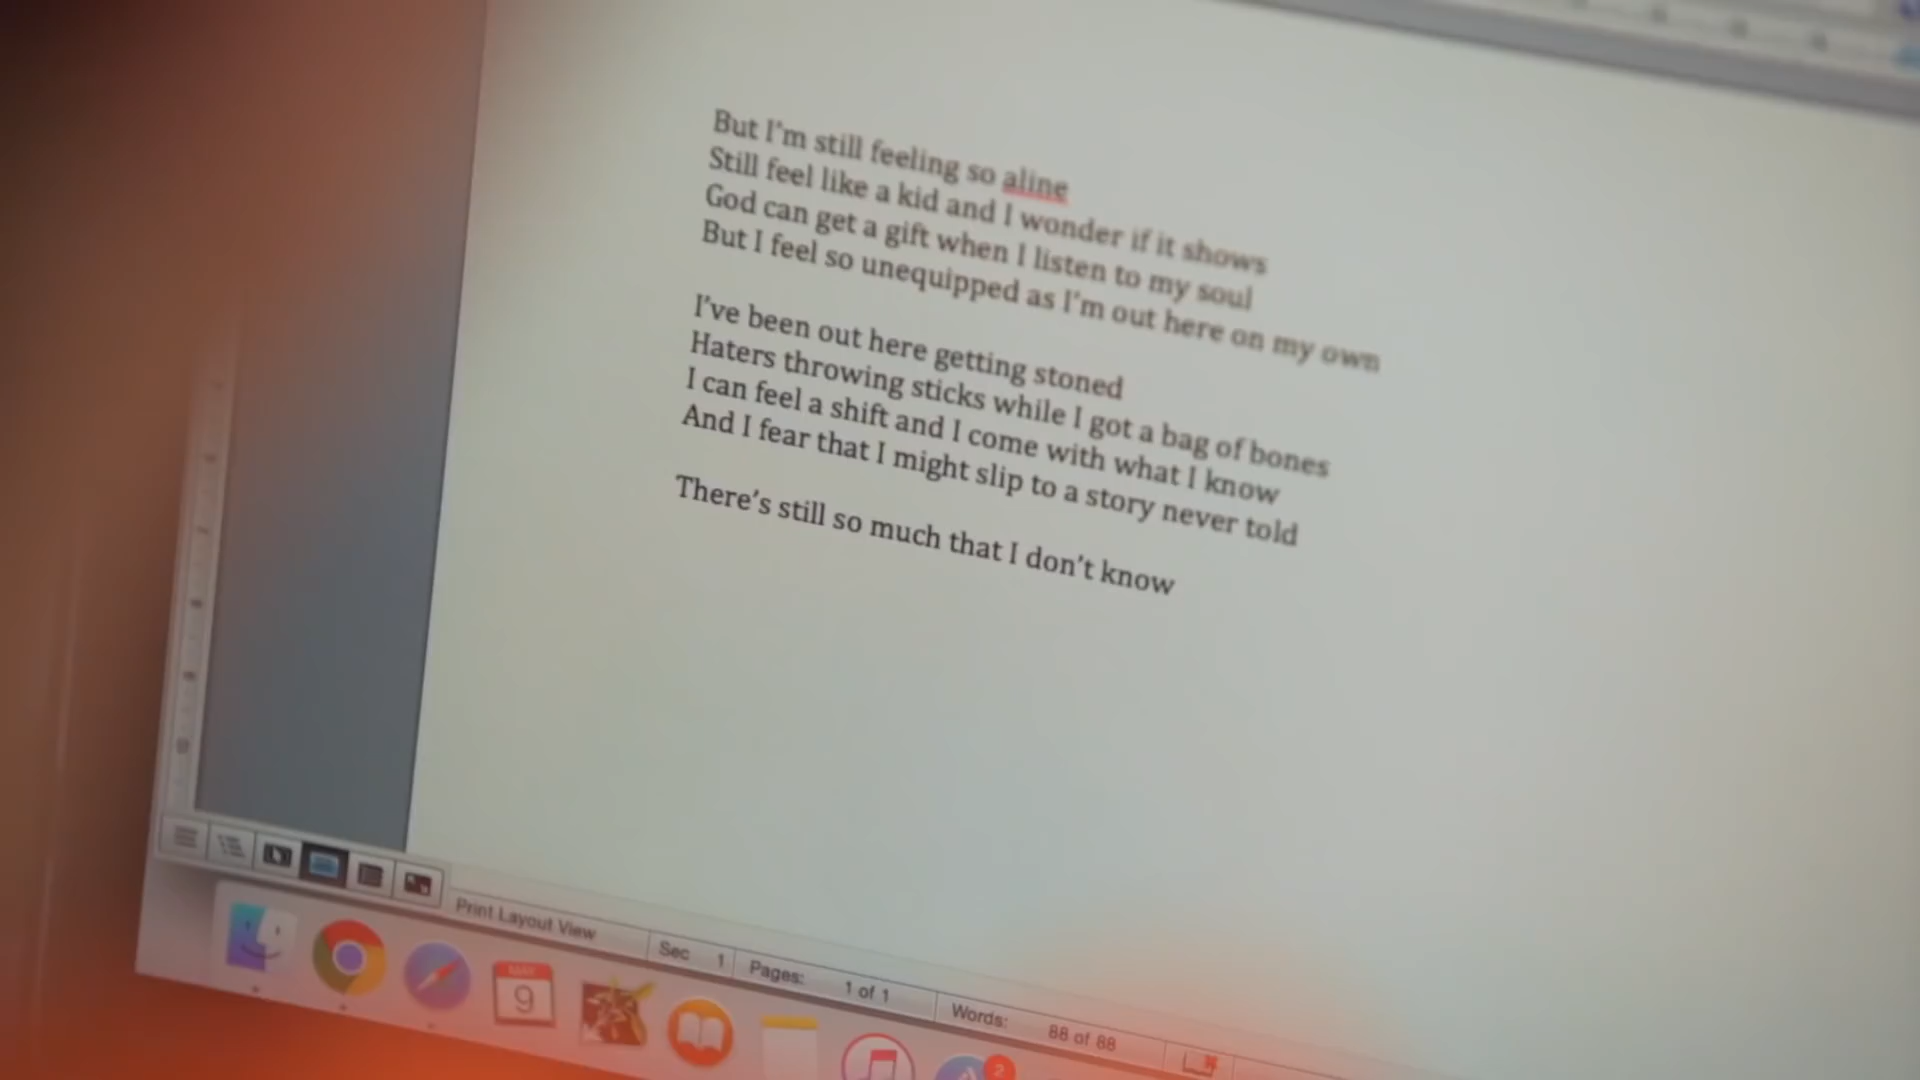 But I'm still feeling so aline
Still feel like a kid and I wonder if it shows
God can get a gift when I listen to my soul
But I feel so unequipped as I'm out here on my own
I've been out here getting stoned
Haters throwing sticks while I got a bag of bones
I can feel a shift and I come with what I know
And I fear that I might slip to a story never told
There's still so much that I don't know
Print Layout View
Sec 1
Pages: 1 of 1
Words: 88 of 88
MAY
9
2